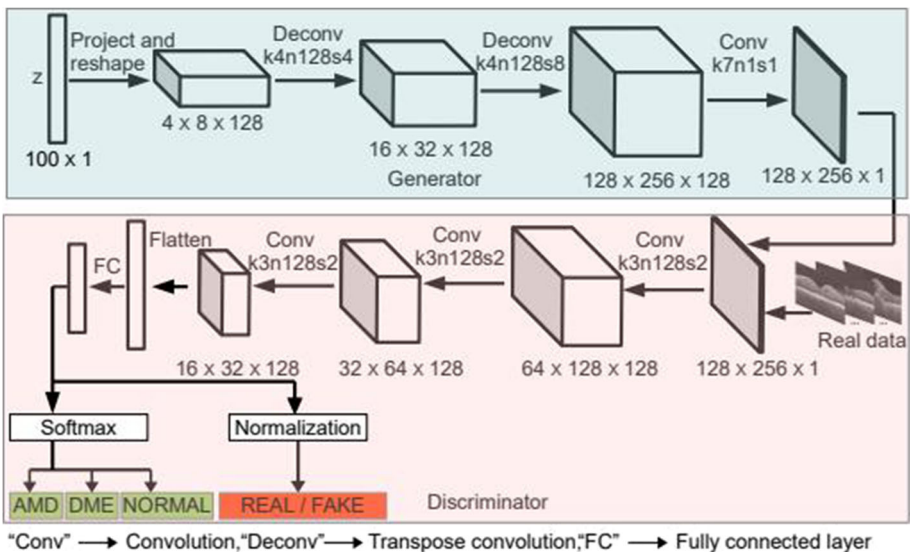 Project and
reshape
Deconv
k4n128s4
Deconv
k4n128s8
Conv
k7n1s1
z
4 x 8 x 128
100 x 1
16 x 32 x 128
128 x 256 x 128
128 x 256 x 1
Generator
Flatten
FC
Conv
k3n128s2
Conv
k3n128s2
Conv
k3n128s2
Real data
16 x 32 x 128
32 x 64 x 128
64 x 128 x 128
128 x 256 x 1
Softmax
Normalization
AMD
DME
NORMAL
REAL / FAKE
Discriminator
“Conv” → Convolution,“Deconv”→ Transpose convolution,“FC” → Fully connected layer